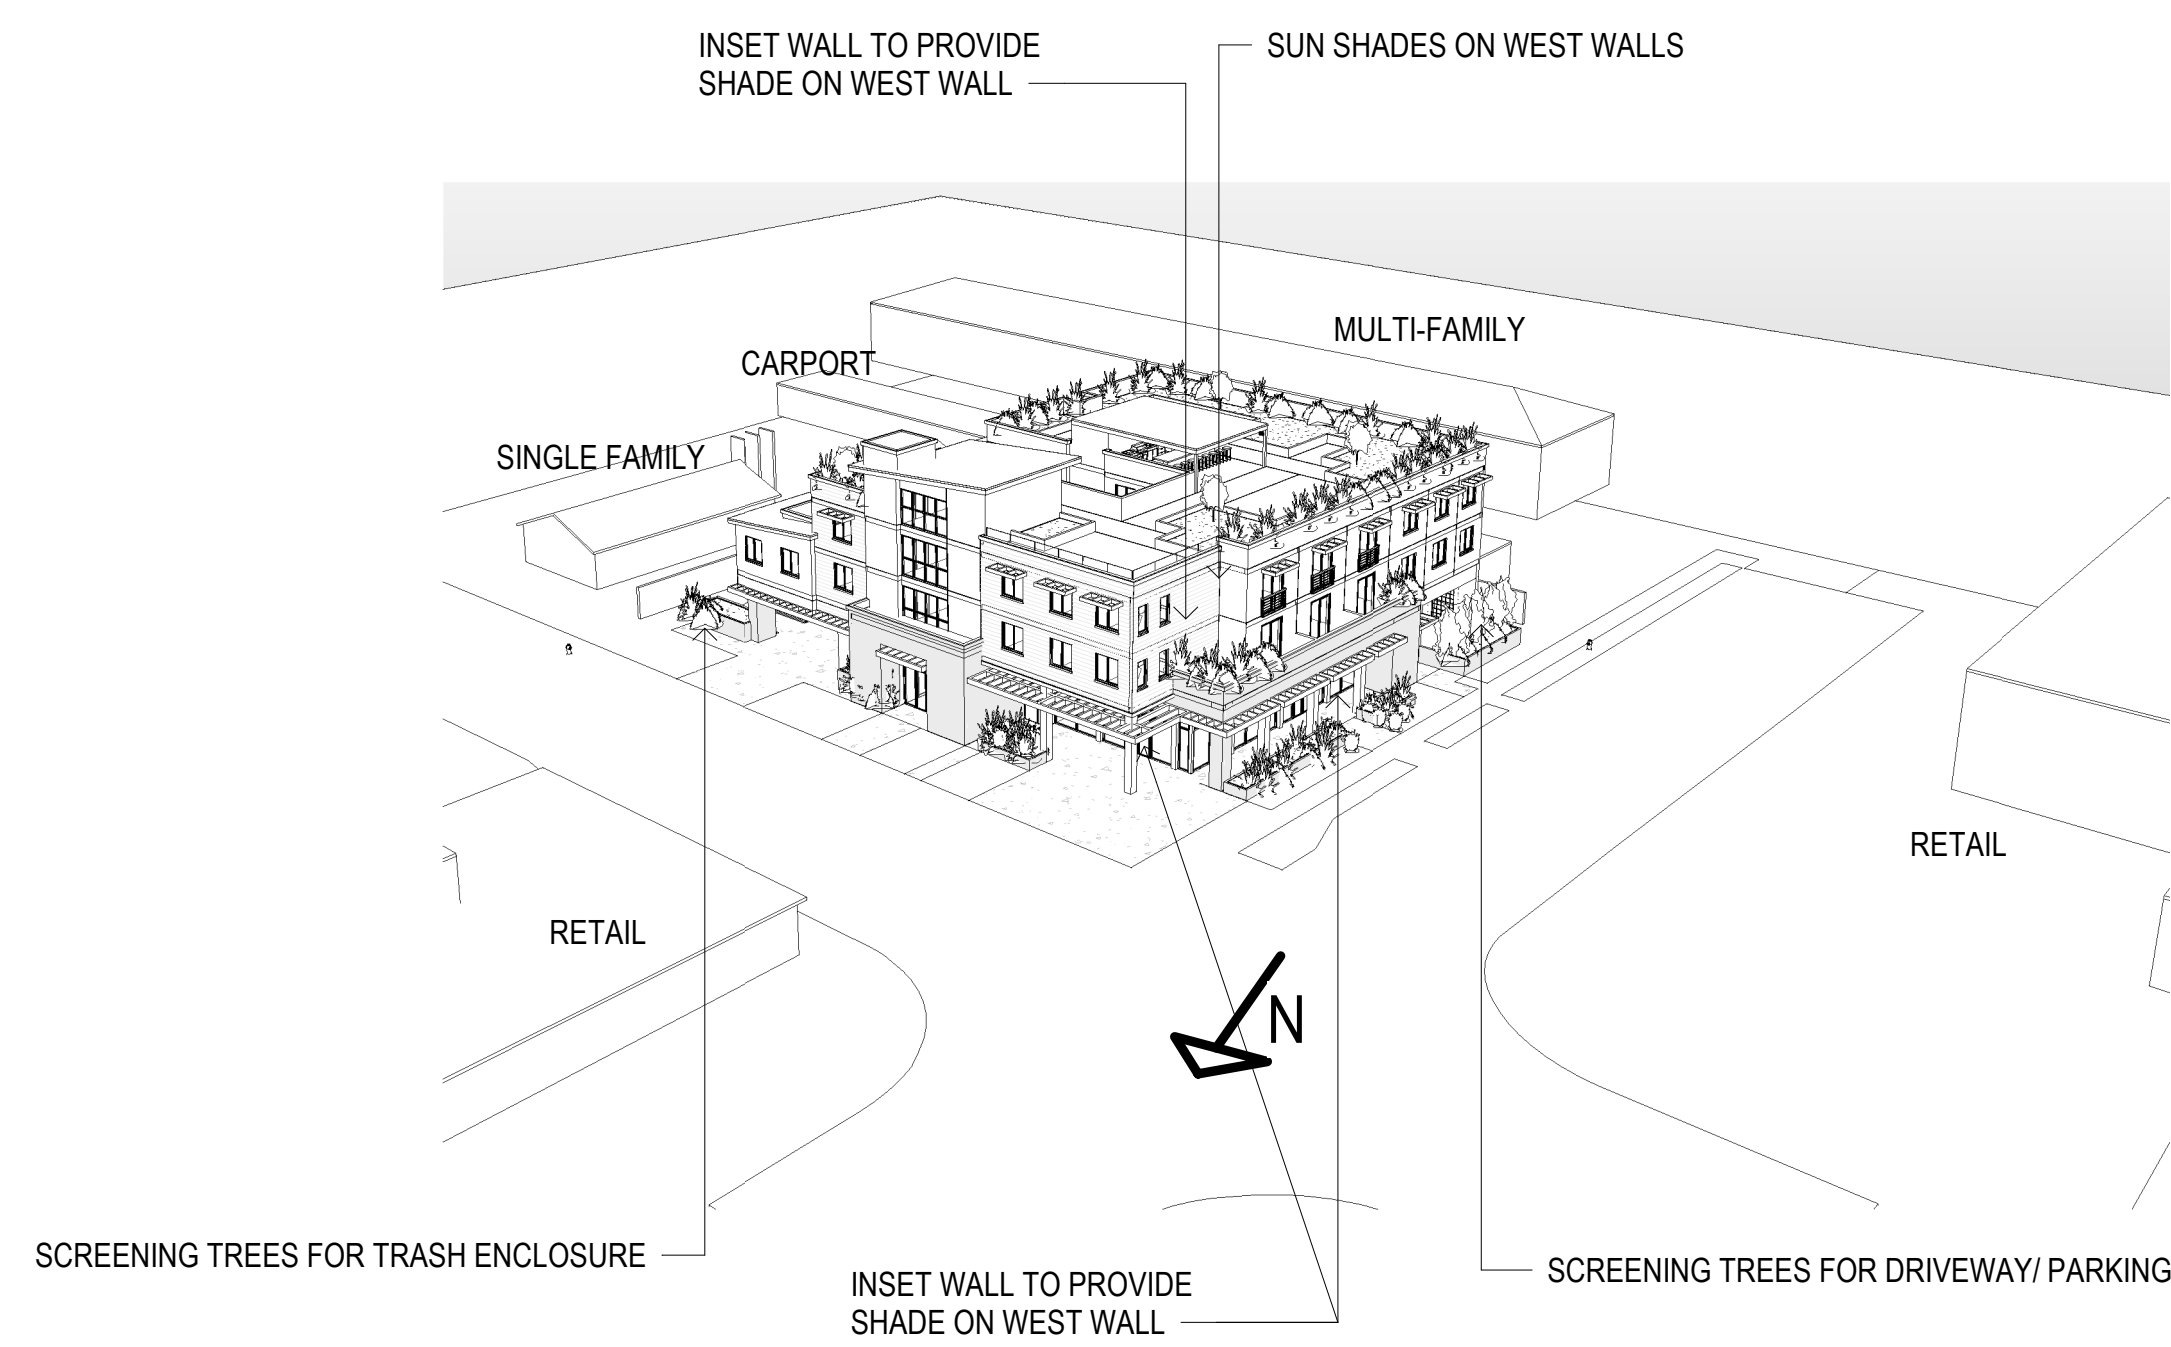 INSET WALL TO PROVIDE
SHADE ON WEST WALL
SUN SHADES ON WEST WALLS
MULTI-FAMILY
CARPORT
SINGLE FAMILY
RETAIL
RETAIL
N
SCREENING TREES FOR TRASH ENCLOSURE
INSET WALL TO PROVIDE
SHADE ON WEST WALL
SCREENING TREES FOR DRIVEWAY/ PARKING